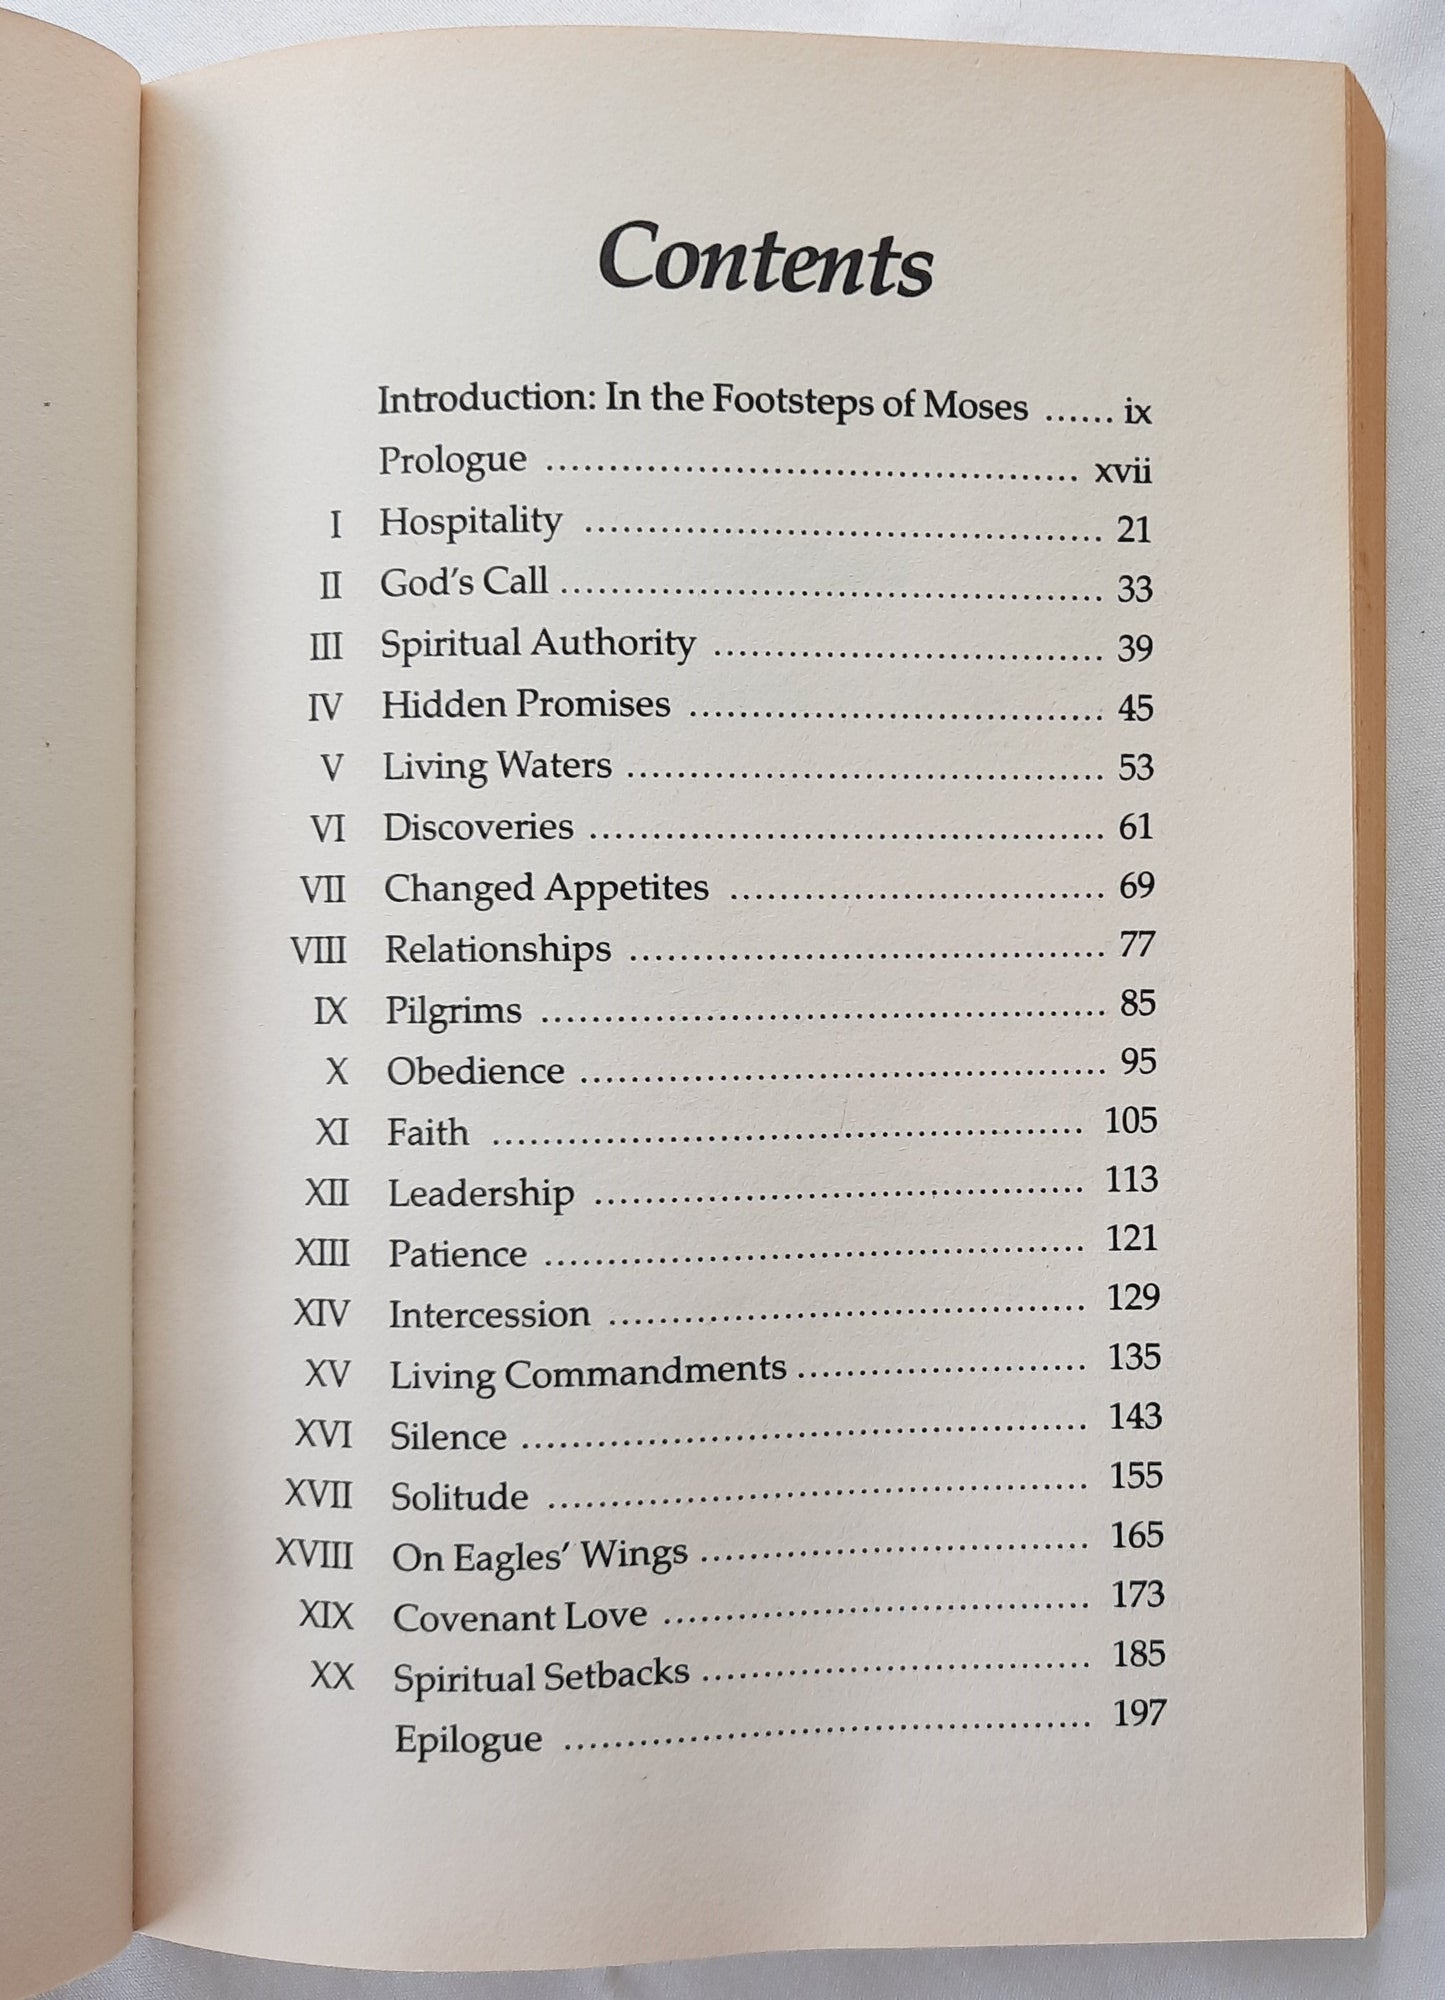 Contents
Introduction: In the Footsteps of Moses ...... ix
Prologue .......................................... xvii
I Hospitality ......................................... 21
II God's Call ........................................... 33
III Spiritual Authority ............................... 39
IV Hidden Promises ................................. 45
V Living Waters ...................................... 53
VI Discoveries ......................................... 61
VII Changed Appetites .............................. 69
VIII Relationships ...................................... 77
IX Pilgrims ............................................. 85
X Obedience .......................................... 95
XI Faith ............................................... 105
XII Leadership ....................................... 113
XIII Patience ........................................... 121
XIV Intercession ...................................... 129
XV Living Commandments ....................... 135
XVI Silence ............................................. 143
XVII Solitude ........................................... 155
XVIII On Eagles' Wings ............................... 165
XIX Covenant Love .................................. 173
XX Spiritual Setbacks ............................... 185
Epilogue .......................................... 197